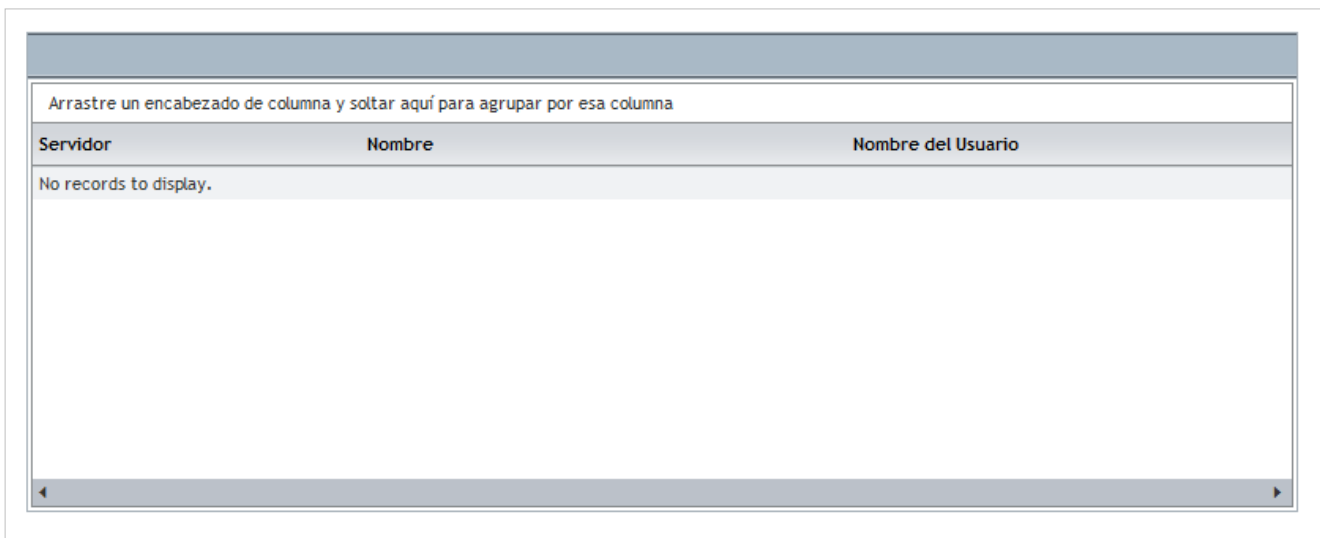 Arrastre un encabezado de columna y soltar aquí para agrupar por esa columna
Servidor Nombre Nombre del Usuario
No records to display.